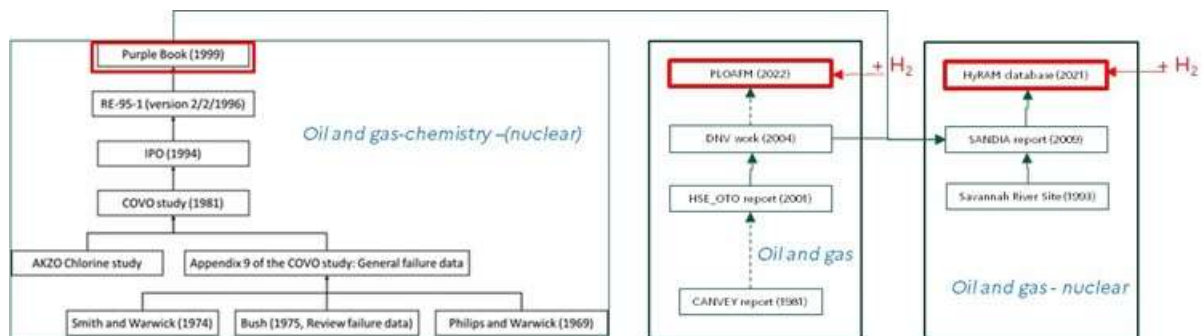 Purple Book (1999)
RE-95-1 (version 2/2/1996)
Oil and gas-chemistry –(nuclear)
IPO (1994)
COVO study (1981)
AKZO Chlorine study
Appendix 9 of the COVO study: General failure data
Smith and Warwick (1974)
Bush (1975, Review failure data)
Philips and Warwick (1969)
+ H2
PLOAFM (2022)
DNV work (2004)
HSE_OTO report (2001)
Oil and gas
CANVEY report (1981)
+ H2
HyRAM database (2021)
SANDIA report (2009)
Savannah River Site (1993)
Oil and gas - nuclear